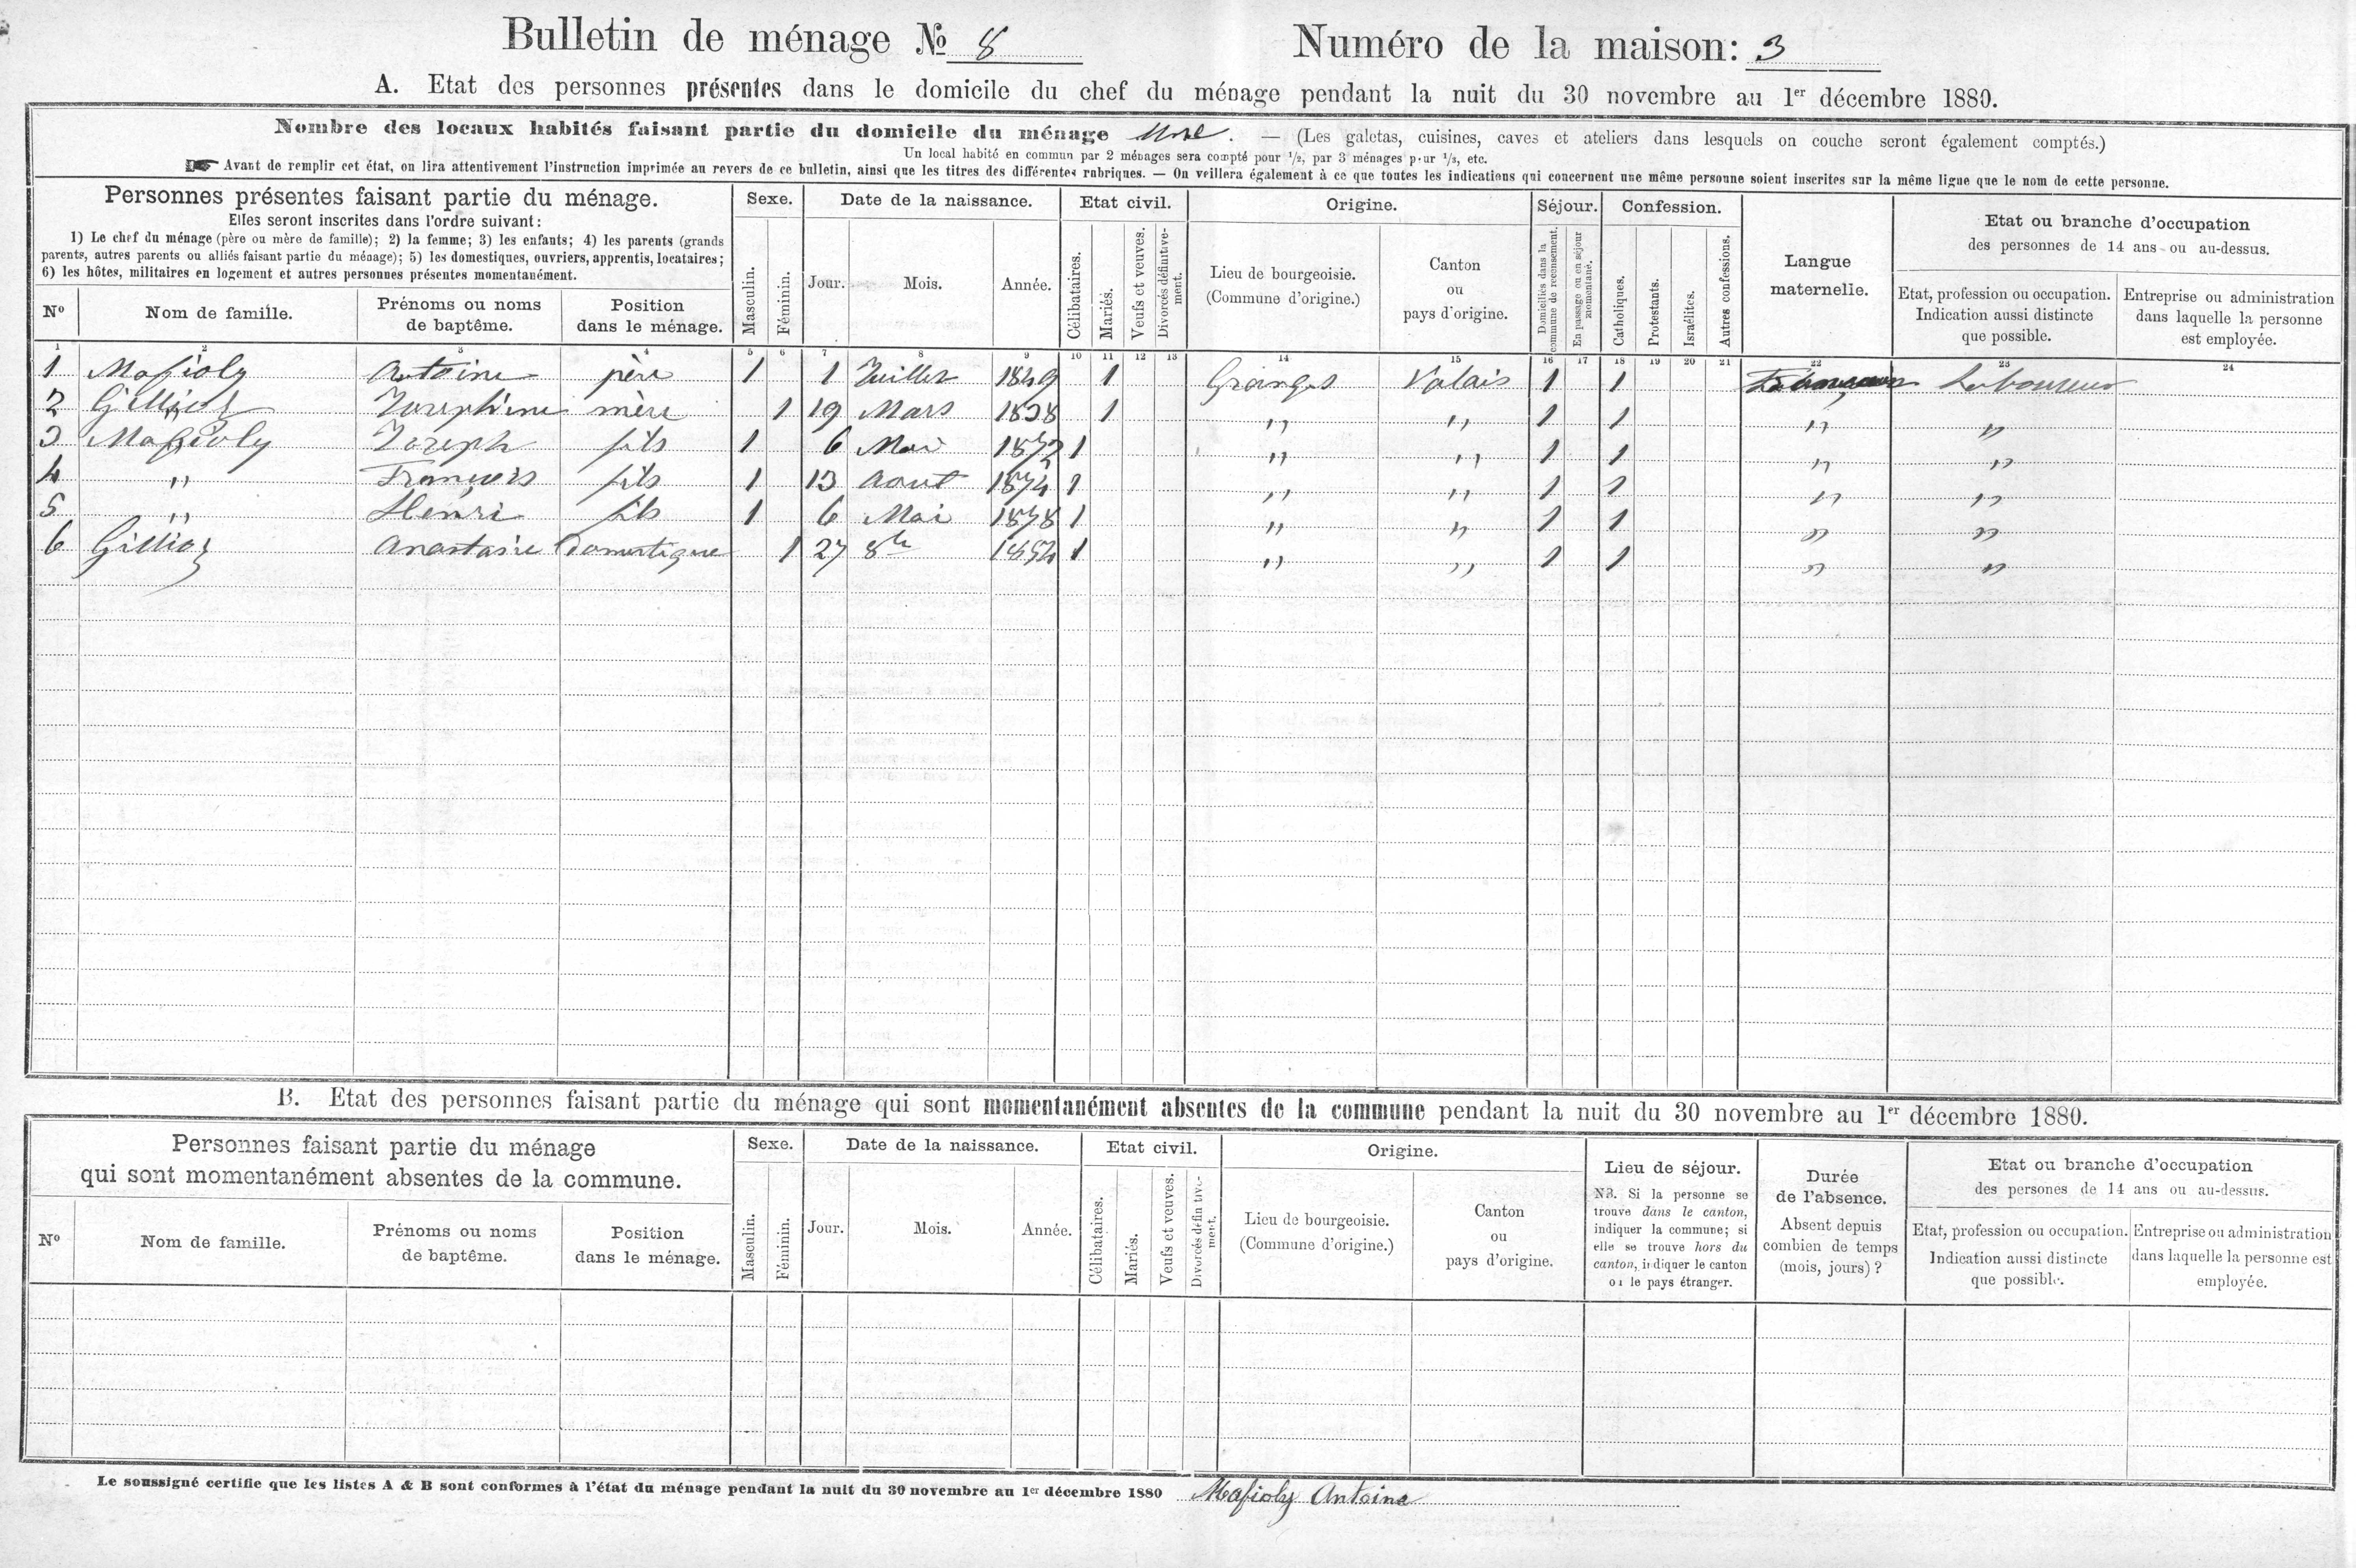 Bulletin de ménage № 8 Numéro de la maison: 3
A. Etat des personnes présentes dans le domicile du chef du ménage pendant la nuit du 30 novembre au 1er décembre 1880.
Nombre des locaux habités faisant partie du domicile du ménage Une. — (Les galetas, cuisines, caves et ateliers dans lesquels on couche seront également comptés.)
Un local habité en commun par 2 ménages sera compté pour 1/2, par 3 ménages pour 1/3, etc.
☞ Avant de remplir cet état, on lira attentivement l'instruction imprimée au revers de ce bulletin, ainsi que les titres des différentes rubriques. — On veillera également à ce que toutes les indications qui concernent une même personne soient inscrites sur la même ligne que le nom de cette personne.
Personnes présentes faisant partie du ménage. Sexe. Date de la naissance. Etat civil. Origine. Séjour. Confession. Langue maternelle. Etat ou branche d'occupation
des personnes de 14 ans ou au-dessus.
Elles seront inscrites dans l'ordre suivant:
1) Le chef du ménage (père ou mère de famille); 2) la femme; 3) les enfants; 4) les parents (grands
parents, autres parents ou alliés faisant partie du ménage); 5) les domestiques, ouvriers, apprentis, locataires;
6) les hôtes, militaires en logement et autres personnes présentes momentanément.
No Nom de famille. Prénoms ou noms de baptême. Position dans le ménage. Masculin. Féminin. Jour. Mois. Année. Célibataires. Mariés. Veufs et veuves. Divorcés définitivement. Lieu de bourgeoisie. (Commune d'origine.) Canton ou pays d'origine. Domiciliés dans la commune de recensement. En passage ou en séjour momentané. Catholiques. Protestants. Israélites. Autres confessions. Etat, profession ou occupation. Indication aussi distincte que possible. Entreprise ou administration dans laquelle la personne est employée.
1 2 3 4 5 6 7 8 9 10 11 12 13 14 15 16 17 18 19 20 21 22 23 24
1 Mafioly Antoine père 1 1 Juillet 1849 1 Granges Valais 1 1 Laboureur
2 Gillioz Josephine mère 1 19 Mars 1838 1 " " 1 1 " "
3 Mafioly Joseph fils 1 6 Mai 1872 1 " " 1 1 " "
4 " François fils 1 13 Aout 1874 1 " " 1 1 " "
5 " Henri fils 1 6 Mai 1878 1 " " 1 1 " "
6 Gillioz Anastasie Domestique 1 27 8bre 1854 1 " " 1 1 " "
B. Etat des personnes faisant partie du ménage qui sont momentanément absentes de la commune pendant la nuit du 30 novembre au 1er décembre 1880.
Personnes faisant partie du ménage
qui sont momentanément absentes de la commune. Sexe. Date de la naissance. Etat civil. Origine. Lieu de séjour. NB. Si la personne se trouve dans le canton, indiquer la commune; si elle se trouve hors du canton, indiquer le canton ou le pays étranger. Durée de l'absence. Absent depuis combien de temps (mois, jours)? Etat ou branche d'occupation
des persones de 14 ans ou au-dessus.
No Nom de famille. Prénoms ou noms de baptême. Position dans le ménage. Masculin. Féminin. Jour. Mois. Année. Célibataires. Mariés. Veufs et veuves. Divorcés définitivement. Lieu de bourgeoisie. (Commune d'origine.) Canton ou pays d'origine. Etat, profession ou occupation. Indication aussi distincte que possible. Entreprise ou administration dans laquelle la personne est employée.
Le soussigné certifie que les listes A & B sont conformes à l'état du ménage pendant la nuit du 30 novembre au 1er décembre 1880 Mafioly Antoine